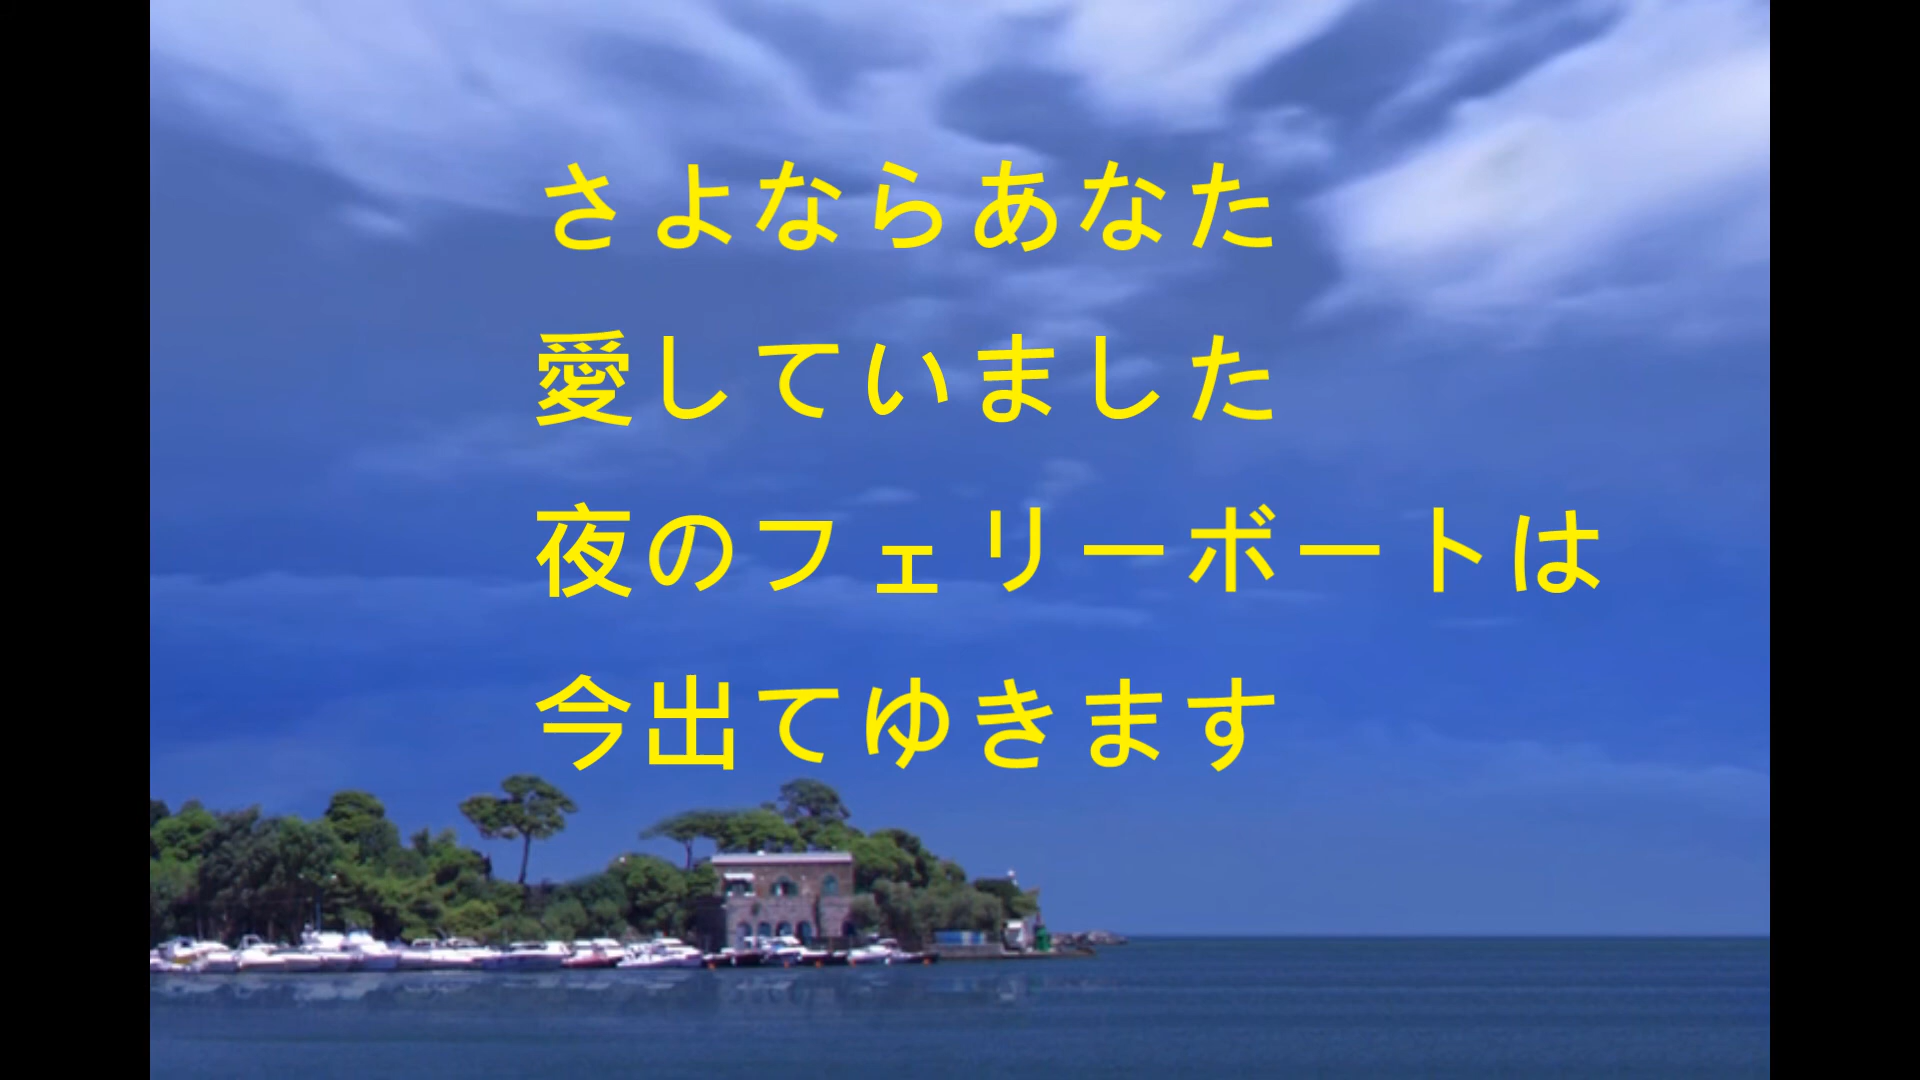 さよならあなた
愛していました
夜のフェリーボートは
今出てゆきます